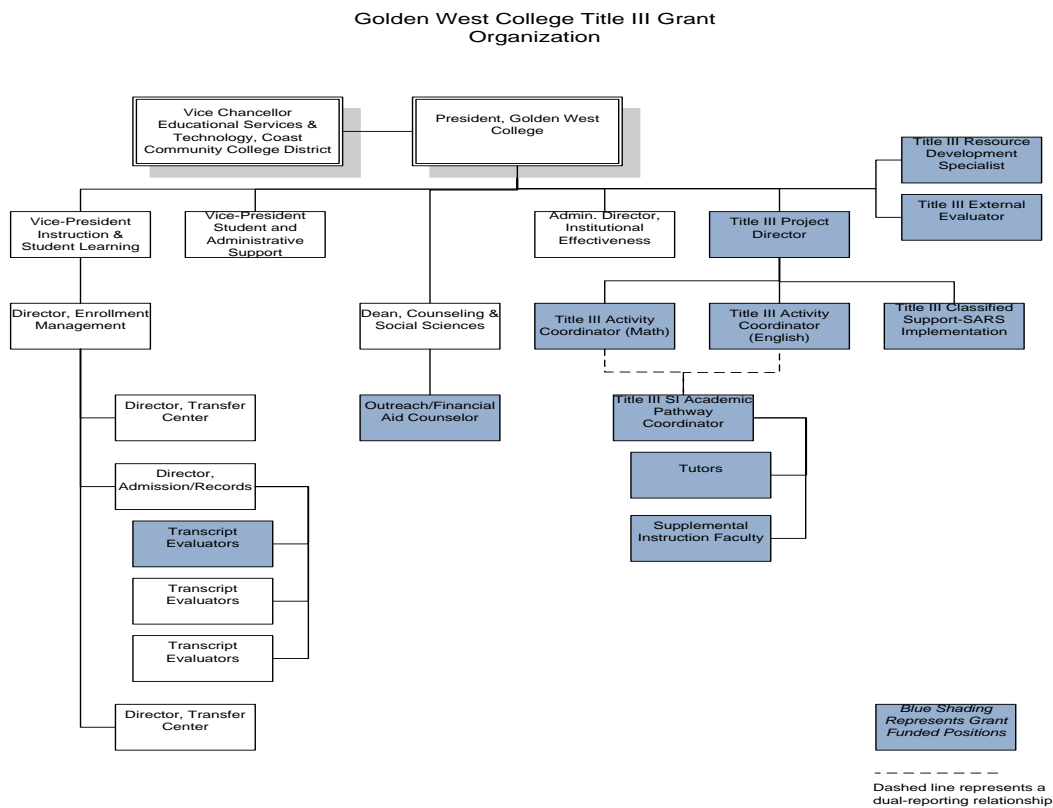 Golden West College Title III Grant
Organization
Vice Chancellor
Educational Services &
Technology, Coast
Community College District
President, Golden West
College
Title III Resource
Development
Specialist
Title III External
Evaluator
Vice-President
Instruction &
Student Learning
Vice-President
Student and
Administrative
Support
Admin. Director,
Institutional
Effectiveness
Title III Project
Director
Director, Enrollment
Management
Dean, Counseling &
Social Sciences
Title III Activity
Coordinator (Math)
Title III Activity
Coordinator
(English)
Title III Classified
Support-SARS
Implementation
Director, Transfer
Center
Outreach/Financial
Aid Counselor
Title III SI Academic
Pathway
Coordinator
Director,
Admission/Records
Tutors
Transcript
Evaluators
Supplemental
Instruction Faculty
Transcript
Evaluators
Transcript
Evaluators
Director, Transfer
Center
Blue Shading
Represents Grant
Funded Positions
Dashed line represents a
dual-reporting relationship